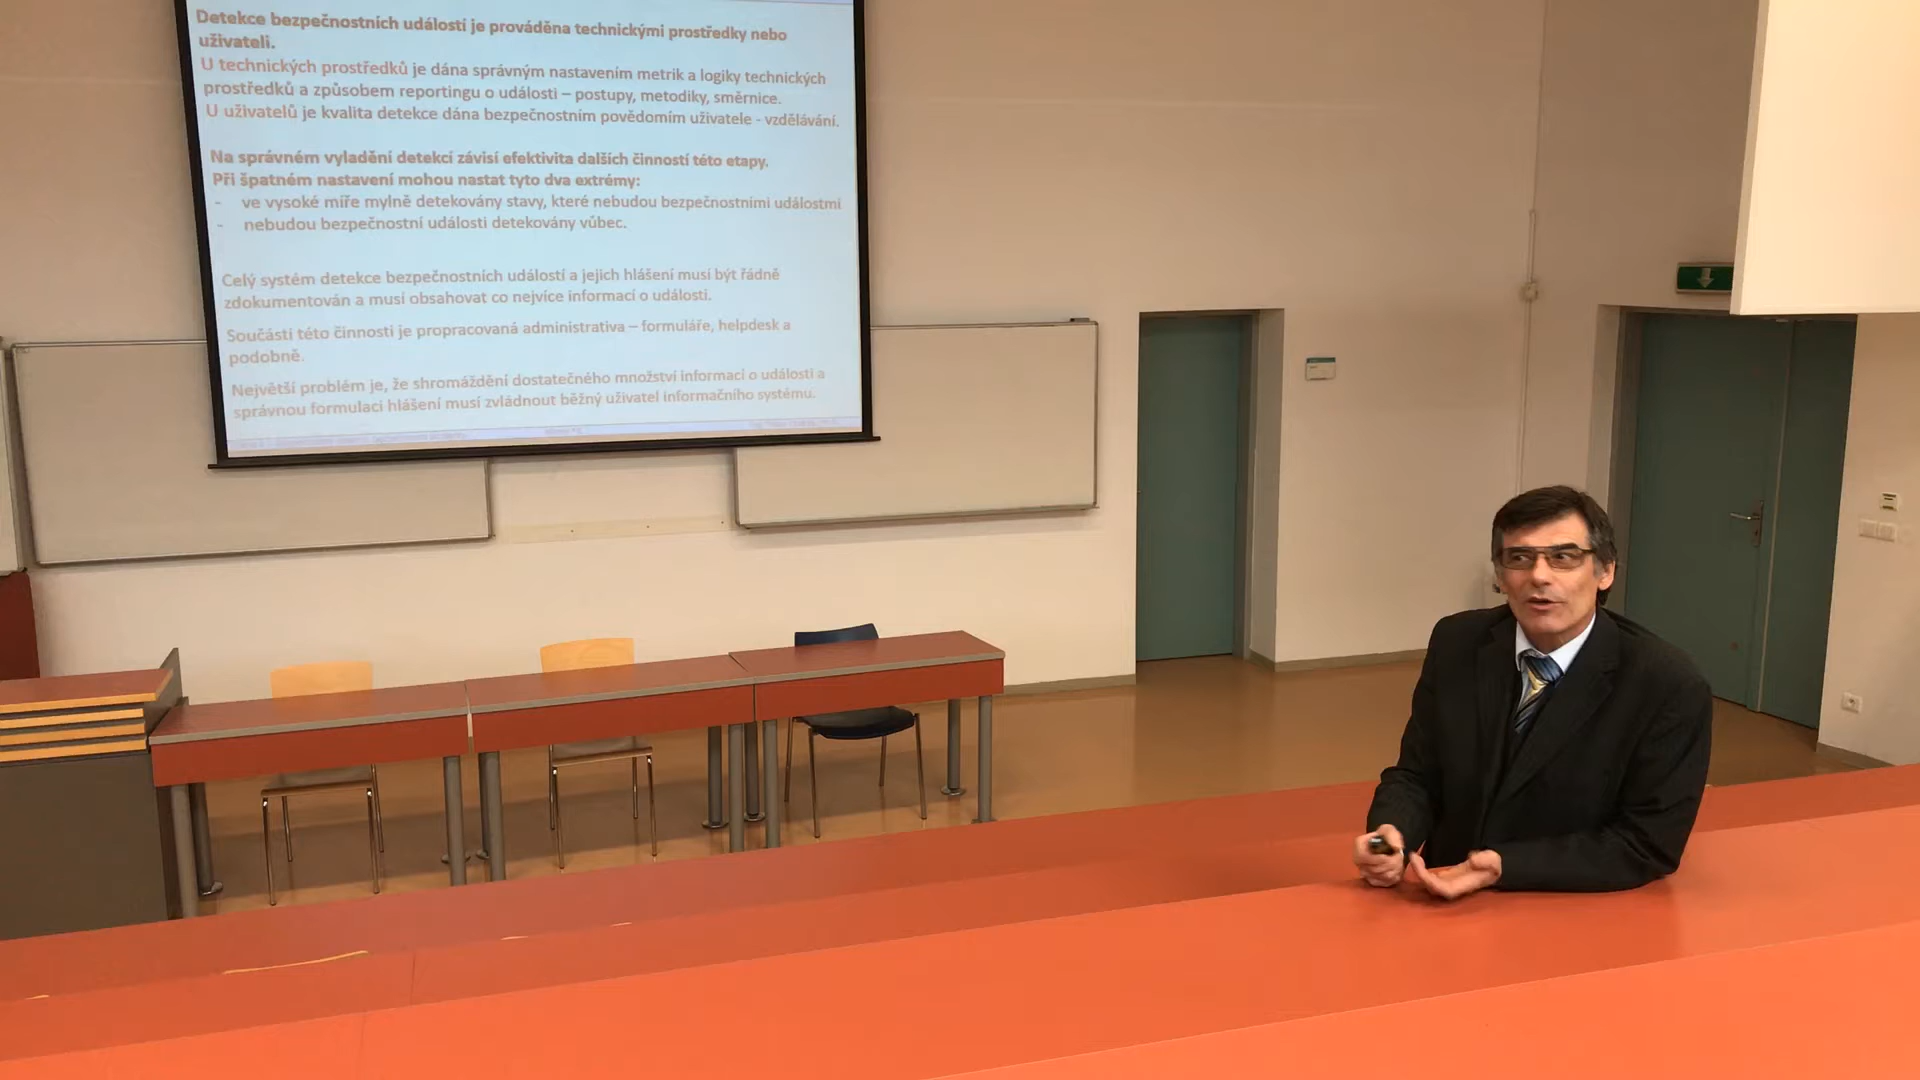 Detekce bezpečnostních událostí je prováděna technickými prostředky nebo
uživateli.
U technických prostředků je dána správným nastavením metrik a logiky technických
prostředků a způsobem reportingu o události – postupy, metodiky, směrnice.
U uživatelů je kvalita detekce dána bezpečnostním povědomím uživatele - vzdělávání.
Na správném vyladění detekcí závisí efektivita dalších činností této etapy.
Při špatném nastavení mohou nastat tyto dva extrémy:
- ve vysoké míře mylně detekovány stavy, které nebudou bezpečnostními událostmi
- nebudou bezpečnostní události detekovány vůbec.
Celý systém detekce bezpečnostních událostí a jejich hlášení musí být řádně
zdokumentován a musí obsahovat co nejvíce informací o události.
Součástí této činnosti je propracovaná administrativa – formuláře, helpdesk a
podobně.
Největší problém je, že shromáždění dostatečného množství informací o události a
správnou formulaci hlášení musí zvládnout běžný uživatel informačního systému.